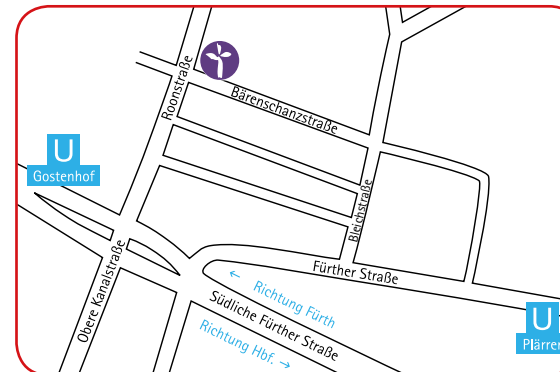 Roonstraße
Bärenschanzstraße
U
Gostenhof
Bleichstraße
Obere Kanalstraße
Fürther Straße
← Richtung Fürth
Südliche Fürther Straße
Richtung Hbf. →
U
Plärrer